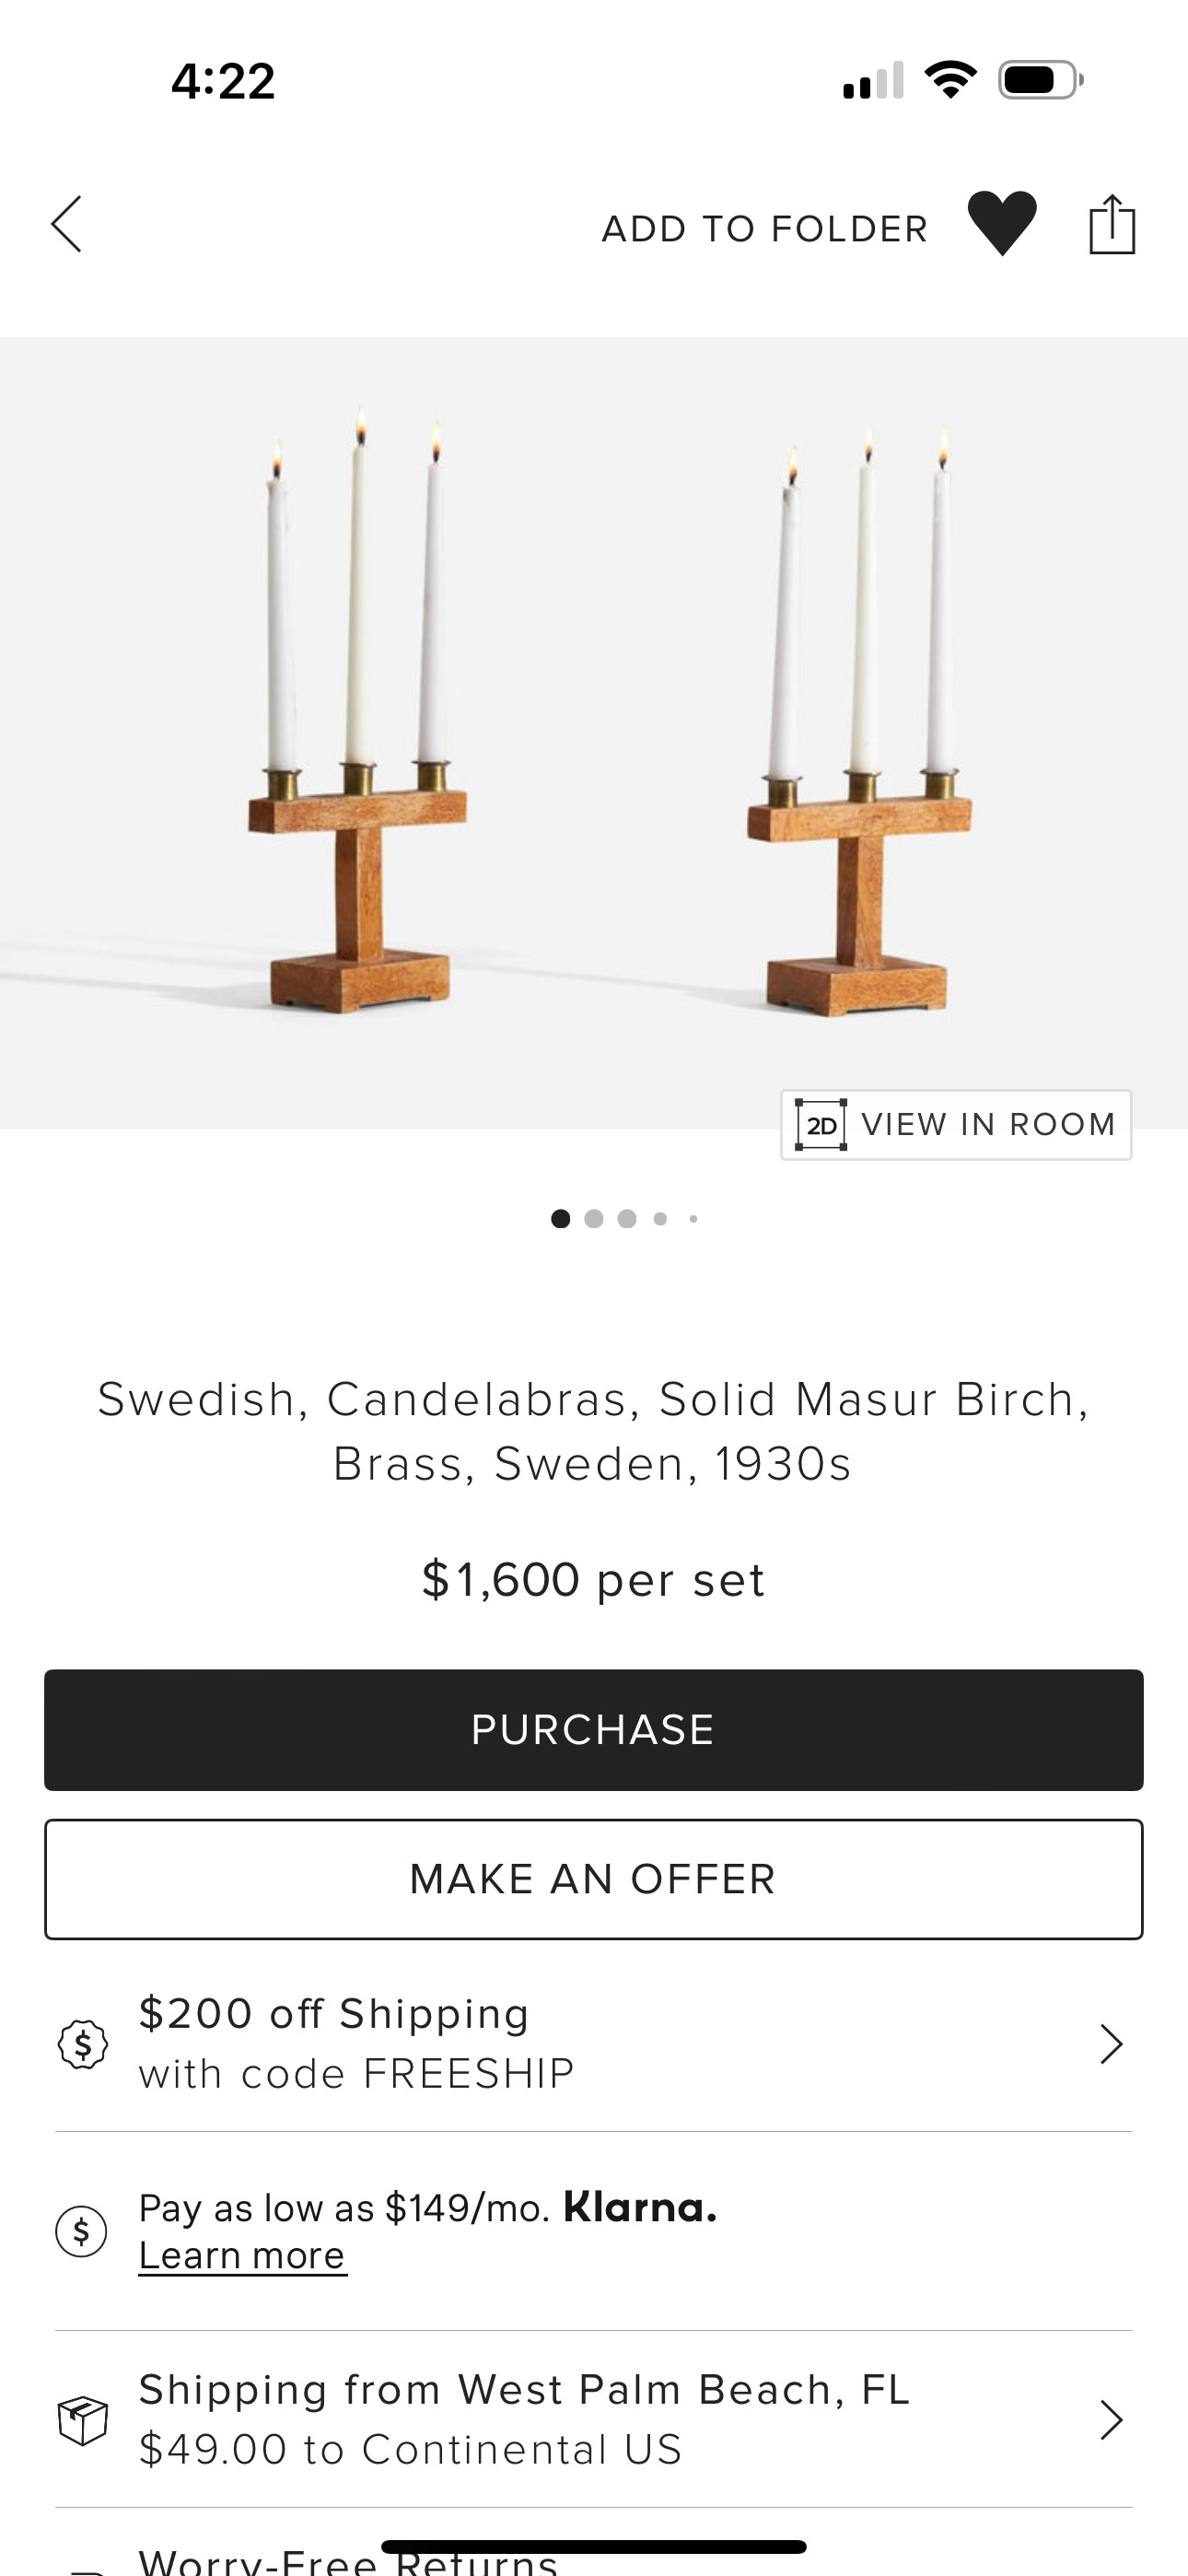 4:22
ADD TO FOLDER
2D VIEW IN ROOM
Swedish, Candelabras, Solid Masur Birch,
Brass, Sweden, 1930s
$1,600 per set
PURCHASE
MAKE AN OFFER
$200 off Shipping
with code FREESHIP
Pay as low as $149/mo. Klarna.
Learn more
Shipping from West Palm Beach, FL
$49.00 to Continental US
Worry-Free Returns